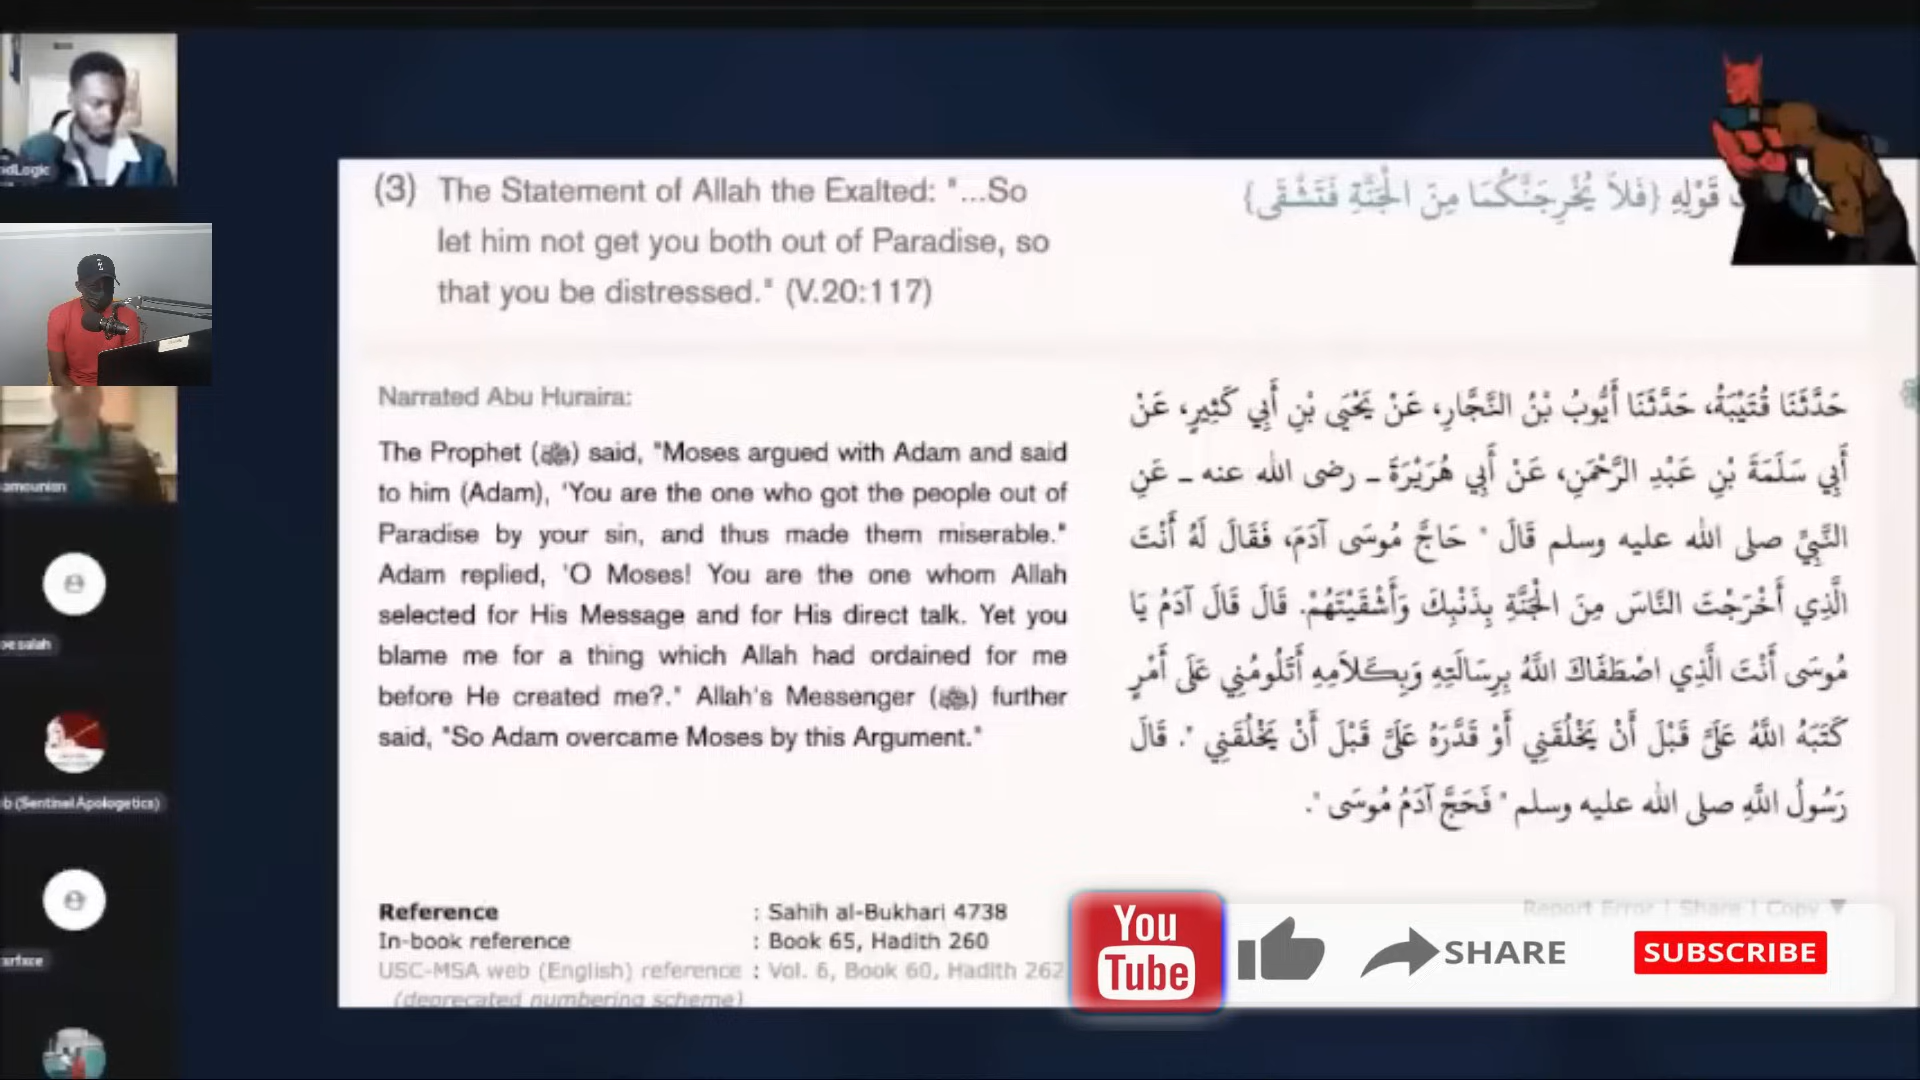 (3) The Statement of Allah the Exalted: "...So
let him not get you both out of Paradise, so
that you be distressed." (V.20:117)
قَوْلِهِ {فَلاَ يُخْرِجَنَّكُمَا مِنَ الْجَنَّةِ فَتَشْقَى}
Narrated Abu Huraira:
The Prophet (ﷺ) said, "Moses argued with Adam and said
to him (Adam), 'You are the one who got the people out of
Paradise by your sin, and thus made them miserable."
Adam replied, 'O Moses! You are the one whom Allah
selected for His Message and for His direct talk. Yet you
blame me for a thing which Allah had ordained for me
before He created me?." Allah's Messenger (ﷺ) further
said, "So Adam overcame Moses by this Argument."
حَدَّثَنَا قُتَيْبَةُ، حَدَّثَنَا أَيُّوبُ بْنُ النَّجَّارِ، عَنْ يَحْيَى بْنِ أَبِي كَثِيرٍ، عَنْ
أَبِي سَلَمَةَ بْنِ عَبْدِ الرَّحْمَنِ، عَنْ أَبِي هُرَيْرَةَ ـ رضى الله عنه ـ عَنِ
النَّبِيِّ صلى الله عليه وسلم قَالَ " حَاجَّ مُوسَى آدَمَ، فَقَالَ لَهُ أَنْتَ
الَّذِي أَخْرَجْتَ النَّاسَ مِنَ الْجَنَّةِ بِذَنْبِكَ وَأَشْقَيْتَهُمْ. قَالَ قَالَ آدَمُ يَا
مُوسَى أَنْتَ الَّذِي اصْطَفَاكَ اللَّهُ بِرِسَالَتِهِ وَبِكَلاَمِهِ أَتَلُومُنِي عَلَى أَمْرٍ
كَتَبَهُ اللَّهُ عَلَىَّ قَبْلَ أَنْ يَخْلُقَنِي أَوْ قَدَّرَهُ عَلَىَّ قَبْلَ أَنْ يَخْلُقَنِي ". قَالَ
رَسُولُ اللَّهِ صلى الله عليه وسلم " فَحَجَّ آدَمُ مُوسَى ".
Reference : Sahih al-Bukhari 4738
In-book reference : Book 65, Hadith 260
USC-MSA web (English) reference : Vol. 6, Book 60, Hadith 262
(deprecated numbering scheme)
Report Error | Share | Copy ▼
You
Tube
SHARE
SUBSCRIBE
b (Sentinel Apologetics)